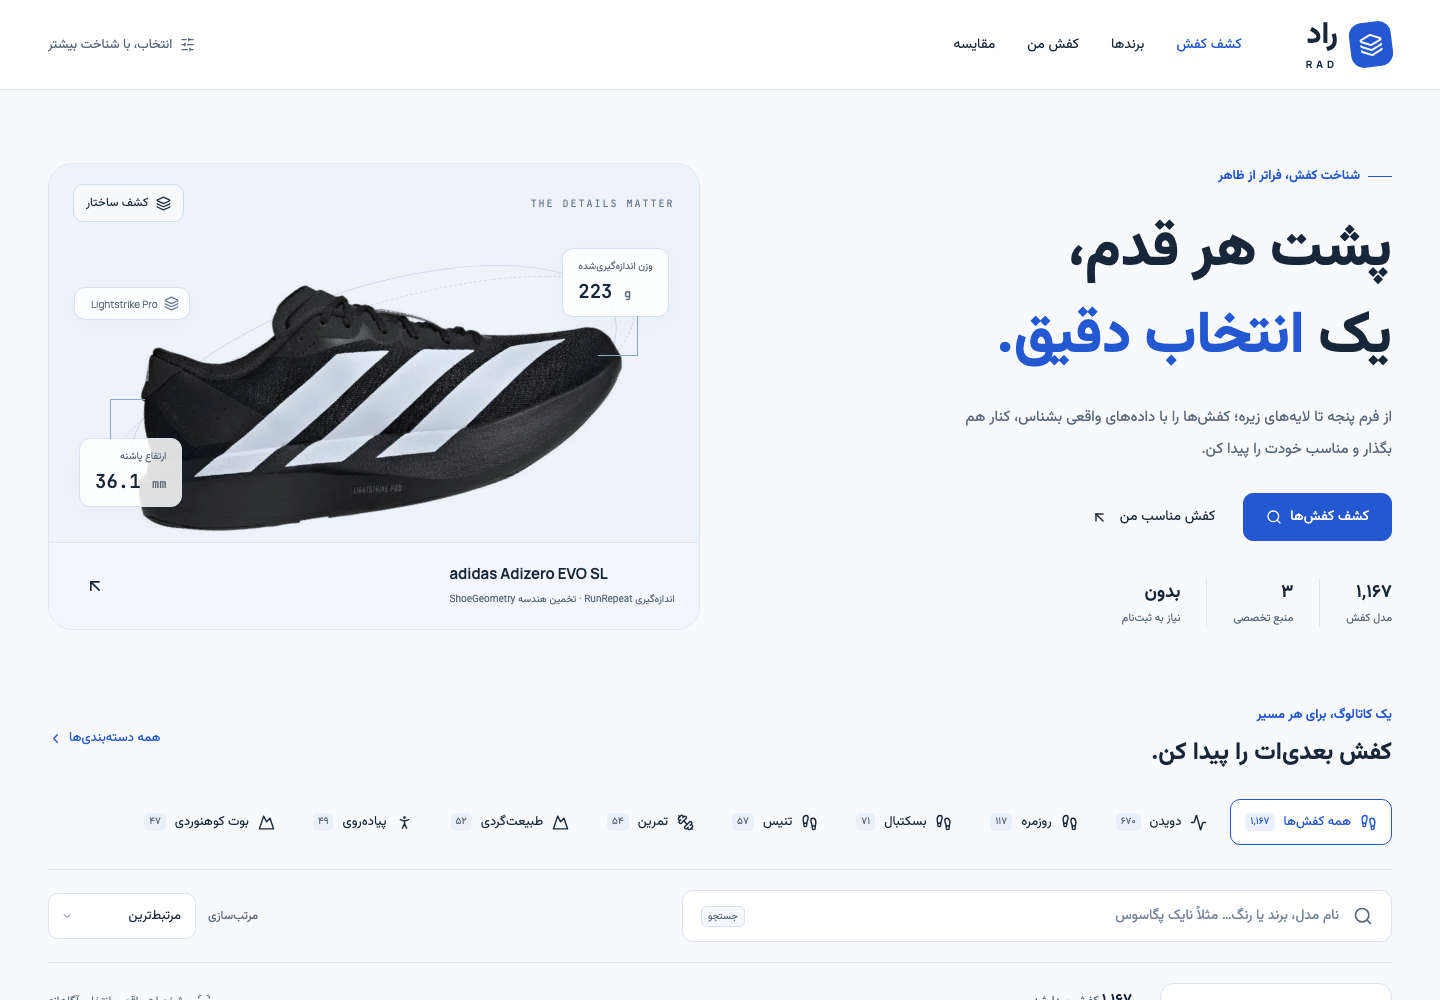 راد
RAD
کشف کفش
برندها
کفش من
مقایسه
انتخاب، با شناخت بیشتر
شناخت کفش، فراتر از ظاهر
پشت هر قدم،
یک انتخاب دقیق.
از فرم پنجه تا لایه‌های زیره؛ کفش‌ها را با داده‌های واقعی بشناس، کنار هم
بگذار و مناسب خودت را پیدا کن.
کشف کفش‌ها
کفش مناسب من
۱٬۱۶۷
مدل کفش
۳
منبع تخصصی
بدون
نیاز به ثبت‌نام
THE DETAILS MATTER
کشف ساختار
وزن اندازه‌گیری‌شده
223 g
Lightstrike Pro
ارتفاع پاشنه
36.1 mm
LIGHTSTRIKE PRO
adidas Adizero EVO SL
اندازه‌گیری RunRepeat · تخمین هندسه ShoeGeometry
یک کاتالوگ، برای هر مسیر
کفش بعدی‌ات را پیدا کن.
همه دسته‌بندی‌ها
همه کفش‌ها ۱٬۱۶۷
دویدن ۶۷۰
روزمره ۱۱۷
بسکتبال ۷۱
تنیس ۵۷
تمرین ۵۴
طبیعت‌گردی ۵۲
پیاده‌روی ۴۹
بوت کوهنوردی ۴۷
نام مدل، برند یا رنگ… مثلاً نایک پگاسوس
جستجو
مرتب‌سازی
مرتبط‌ترین
۱٬۱۶۷